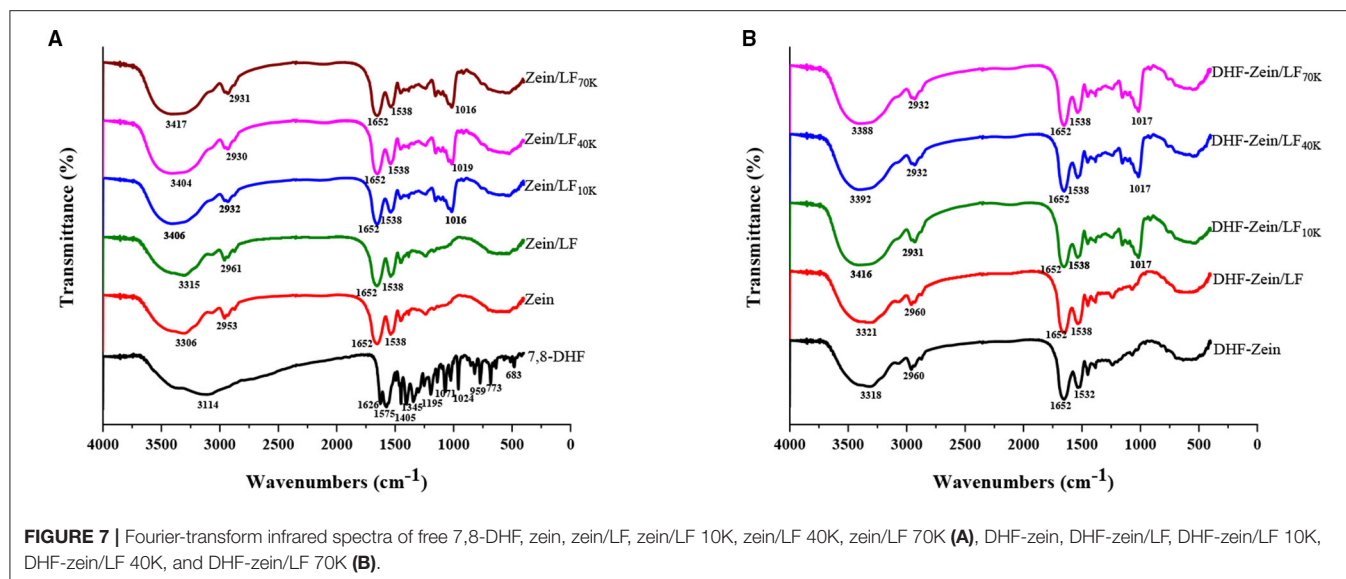 A
Transmittance (%)
Zein/LF70K
2931
3417
1652
1538
1016
Zein/LF40K
2930
3404
1652
1538
1019
Zein/LF10K
2932
3406
1652
1538
1016
Zein/LF
2961
3315
1652
1538
Zein
2953
3306
1652
1538
7,8-DHF
3114
1626
1575
1405
1345
1195
1071
1024
959
773
683
4000 3500 3000 2500 2000 1500 1000 500 0
Wavenumbers (cm-1)
B
Transmittance (%)
DHF-Zein/LF70K
2932
3388
1652
1538
1017
DHF-Zein/LF40K
2932
3392
1652
1538
1017
DHF-Zein/LF10K
2931
3416
1652
1538
1017
DHF-Zein/LF
2960
3321
1652
1538
DHF-Zein
2960
3318
1652
1532
4000 3500 3000 2500 2000 1500 1000 500 0
Wavenumbers (cm-1)
FIGURE 7 | Fourier-transform infrared spectra of free 7,8-DHF, zein, zein/LF, zein/LF 10K, zein/LF 40K, zein/LF 70K (A), DHF-zein, DHF-zein/LF, DHF-zein/LF 10K,
DHF-zein/LF 40K, and DHF-zein/LF 70K (B).